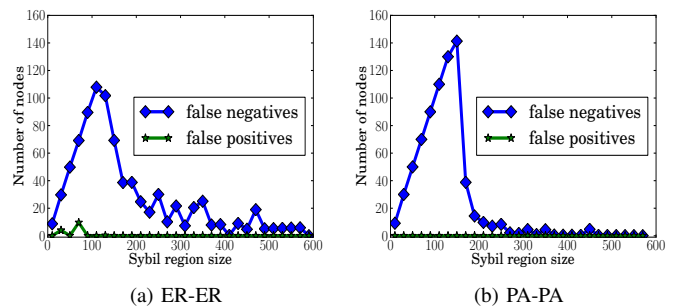 160
140
120
100
80
60
40
20
0
Number of nodes
false negatives
false positives
0 100 200 300 400 500 600
Sybil region size
(a) ER-ER
160
140
120
100
80
60
40
20
0
Number of nodes
false negatives
false positives
0 100 200 300 400 500 600
Sybil region size
(b) PA-PA